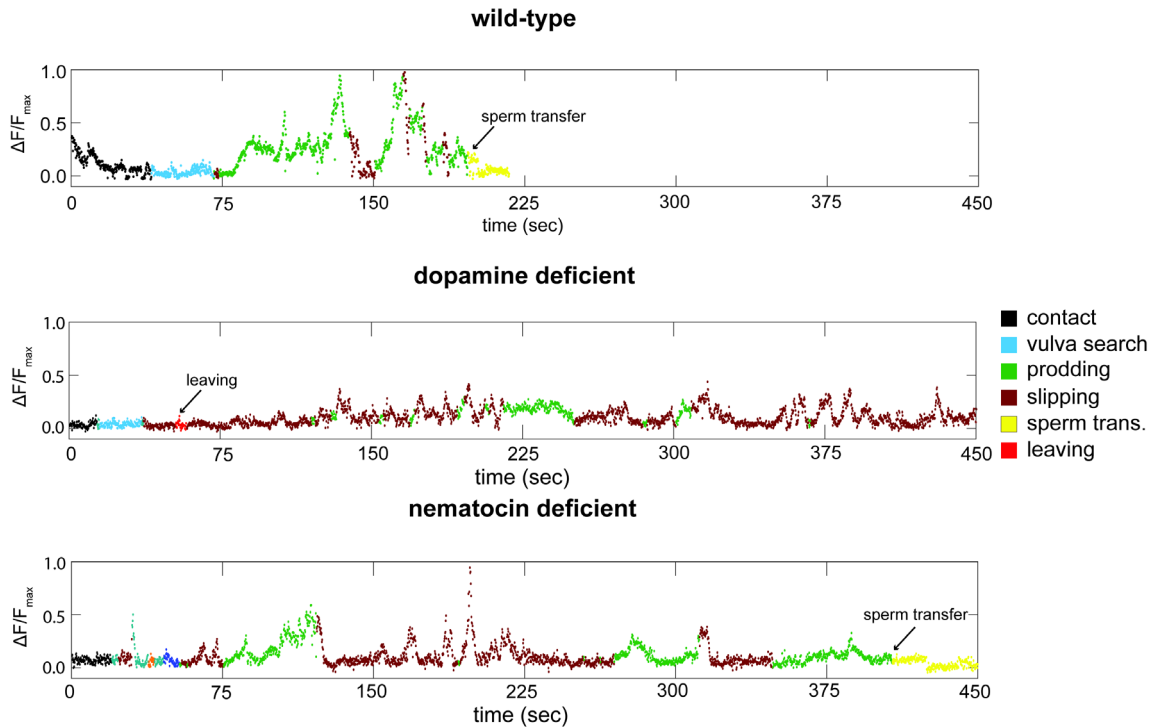 wild-type
1.0
sperm transfer
0.5
ΔF/Fmax
0.0
0 75 150 225 300 375 450
time (sec)
dopamine deficient
1.0
leaving
0.5
ΔF/Fmax
0.0
0 75 150 225 300 375 450
time (sec)
contact
vulva search
prodding
slipping
sperm trans.
leaving
nematocin deficient
1.0
0.5
sperm transfer
ΔF/Fmax
0.0
0 75 150 225 300 375 450
time (sec)